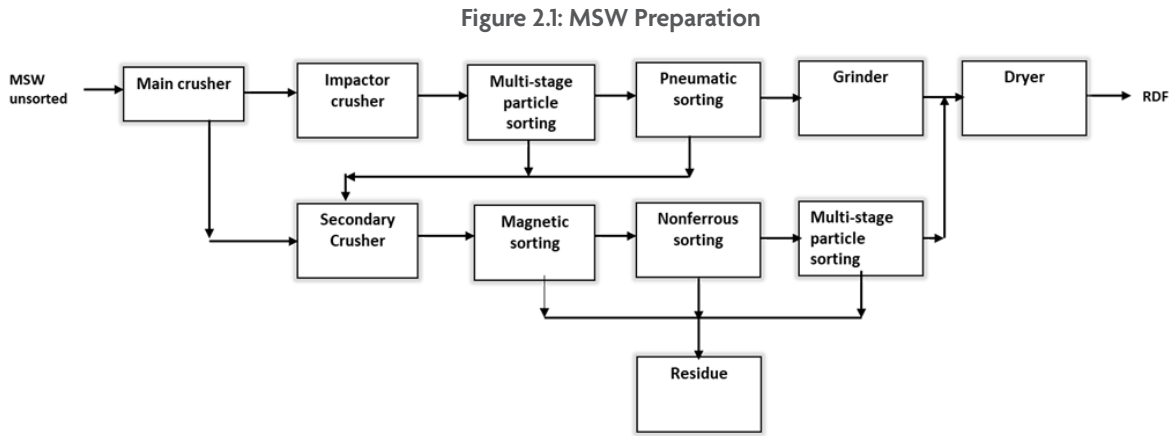 Figure 2.1: MSW Preparation
MSW
unsorted
Main crusher
Impactor
crusher
Multi-stage
particle
sorting
Pneumatic
sorting
Grinder
Dryer
RDF
Secondary
Crusher
Magnetic
sorting
Nonferrous
sorting
Multi-stage
particle
sorting
Residue